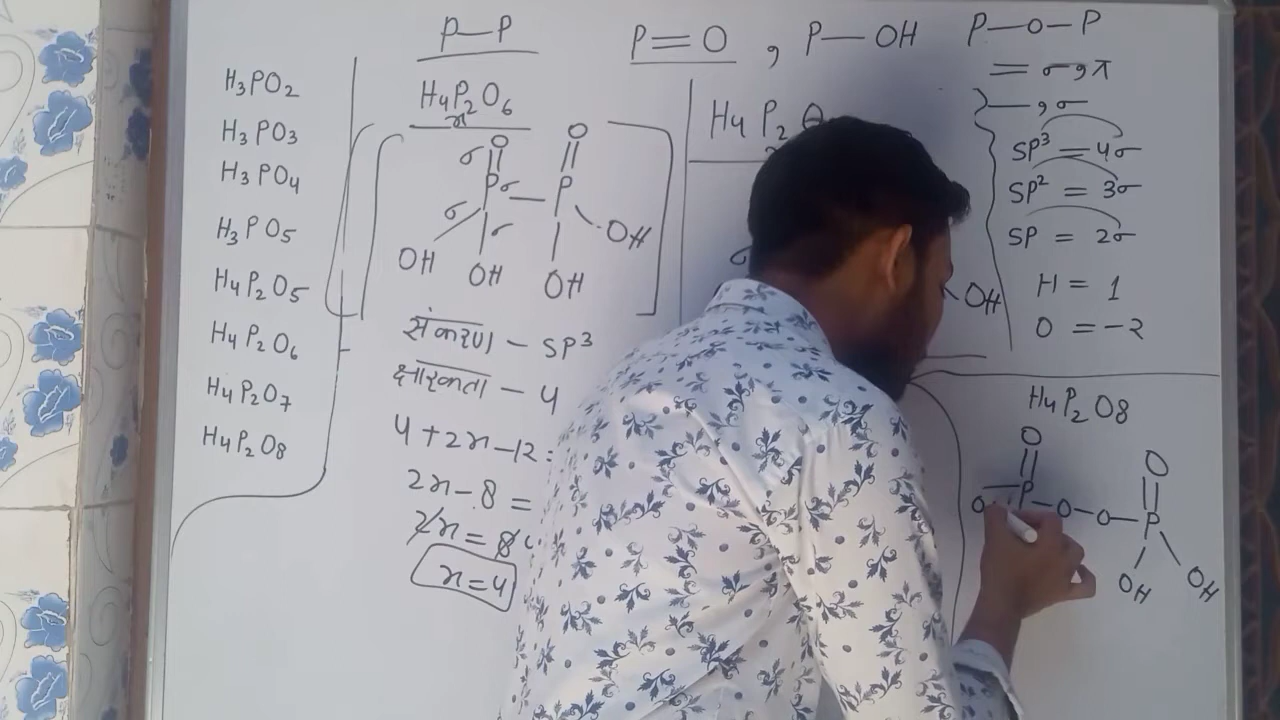 P—P
P=O , P—OH P—O—P
= σ, π
— , σ
SP³ = 4σ
SP² = 3σ
SP = 2σ
H = 1
O = -2
H₃PO₂
H₃PO₃
H₃PO₄
H₃PO₅
H₄P₂O₅
H₄P₂O₆
H₄P₂O₇
H₄P₂O₈
H₄P₂O₆
x
O O
σ
P σ — P
σ σ OH
OH OH OH
संकरण - SP³
क्षारकता - 4
4+2x-12=
2x-8=
2x=8
x=4
H₄ P₂ O
σ
OH
H₄P₂O₈
O O
P—O—O—P
O
OH OH